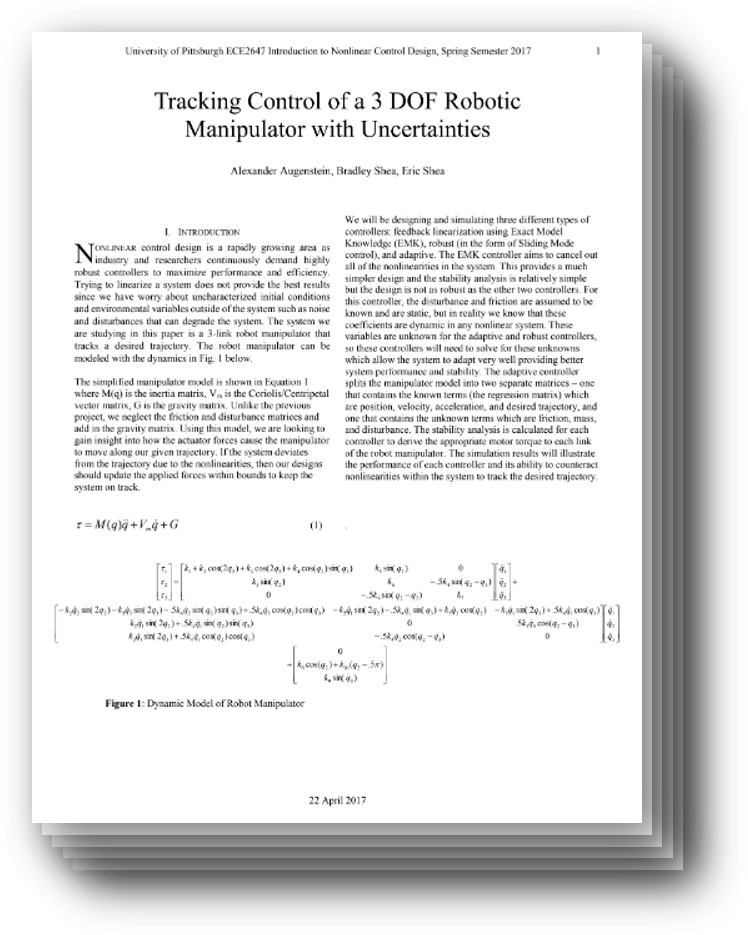 University of Pittsburgh ECE2647 Introduction to Nonlinear Control Design, Spring Semester 2017 1
Tracking Control of a 3 DOF Robotic
Manipulator with Uncertainties
Alexander Augenstein, Bradley Shea, Eric Shea
I. INTRODUCTION
NONLINEAR control design is a rapidly growing area as
industry and researchers continuously demand highly
robust controllers to maximize performance and efficiency.
Trying to linearize a system does not provide the best results
since we have worry about uncharacterized initial conditions
and environmental variables outside of the system such as noise
and disturbances that can degrade the system. The system we
are studying in this paper is a 3-link robot manipulator that
tracks a desired trajectory. The robot manipulator can be
modeled with the dynamics in Fig. 1 below.
The simplified manipulator model is shown in Equation 1
where M(q) is the inertia matrix, Vm is the Coriolis/Centripetal
vector matrix, G is the gravity matrix. Unlike the previous
project, we neglect the friction and disturbance matrices and
add in the gravity matrix. Using this model, we are looking to
gain insight into how the actuator forces cause the manipulator
to move along our given trajectory. If the system deviates
from the trajectory due to the nonlinearities, then our designs
should update the applied forces within bounds to keep the
system on track.
τ = M(q)q̈ + Vmq̇ + G (1)
We will be designing and simulating three different types of
controllers: feedback linearization using Exact Model
Knowledge (EMK), robust (in the form of Sliding Mode
control), and adaptive. The EMK controller aims to cancel out
all of the nonlinearities in the system. This provides a much
simpler design and the stability analysis is relatively simple
but the design is not as robust as the other two controllers. For
this controller, the disturbance and friction are assumed to be
known and are static, but in reality we know that these
coefficients are dynamic in any nonlinear system. These
variables are unknown for the adaptive and robust controllers,
so these controllers will need to solve for these unknowns
which allow the system to adapt very well providing better
system performance and stability. The adaptive controller
splits the manipulator model into two separate matrices – one
that contains the known terms (the regression matrix) which
are position, velocity, acceleration, and desired trajectory, and
one that contains the unknown terms which are friction, mass,
and disturbance. The stability analysis is calculated for each
controller to derive the appropriate motor torque to each link
of the robot manipulator. The simulation results will illustrate
the performance of each controller and its ability to counteract
nonlinearities within the system to track the desired trajectory.
Figure 1: Dynamic Model of Robot Manipulator
22 April 2017